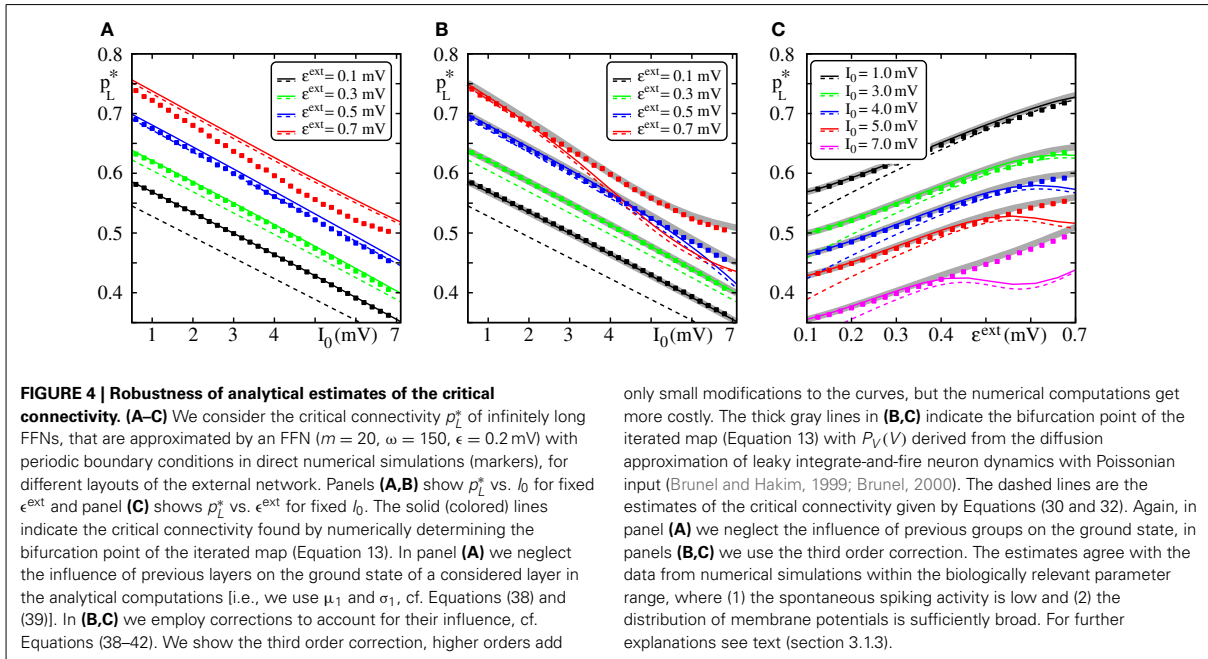 A
B
C
0.8
p*L
0.7
0.6
0.5
0.4
1
3
5
I0(mV)
7
εext = 0.1 mV
εext = 0.3 mV
εext = 0.5 mV
εext = 0.7 mV
0.8
p*L
0.7
0.6
0.5
0.4
1
3
5
I0(mV)
7
εext = 0.1 mV
εext = 0.3 mV
εext = 0.5 mV
εext = 0.7 mV
0.8
p*L
0.7
0.6
0.5
0.4
0.1
0.2
0.3
0.4
0.5
εext(mV)
0.7
I0 = 1.0 mV
I0 = 3.0 mV
I0 = 4.0 mV
I0 = 5.0 mV
I0 = 7.0 mV
FIGURE 4 | Robustness of analytical estimates of the critical
connectivity. (A–C) We consider the critical connectivity p*L of infinitely long
FFNs, that are approximated by an FFN (m = 20, ω = 150, ϵ = 0.2 mV) with
periodic boundary conditions in direct numerical simulations (markers), for
different layouts of the external network. Panels (A,B) show p*L vs. I0 for fixed
ϵext and panel (C) shows p*L vs. ϵext for fixed I0. The solid (colored) lines
indicate the critical connectivity found by numerically determining the
bifurcation point of the iterated map (Equation 13). In panel (A) we neglect
the influence of previous layers on the ground state of a considered layer in
the analytical computations [i.e., we use μ1 and σ1, cf. Equations (38) and
(39)]. In (B,C) we employ corrections to account for their influence, cf.
Equations (38–42). We show the third order correction, higher orders add
only small modifications to the curves, but the numerical computations get
more costly. The thick gray lines in (B,C) indicate the bifurcation point of the
iterated map (Equation 13) with PV(V) derived from the diffusion
approximation of leaky integrate-and-fire neuron dynamics with Poissonian
input (Brunel and Hakim, 1999; Brunel, 2000). The dashed lines are the
estimates of the critical connectivity given by Equations (30 and 32). Again, in
panel (A) we neglect the influence of previous groups on the ground state, in
panels (B,C) we use the third order correction. The estimates agree with the
data from numerical simulations within the biologically relevant parameter
range, where (1) the spontaneous spiking activity is low and (2) the
distribution of membrane potentials is sufficiently broad. For further
explanations see text (section 3.1.3).